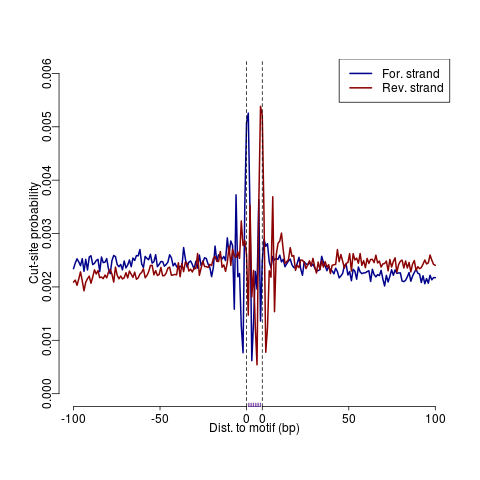 For. strand
Rev. strand
Cut-site probability
0.006
0.005
0.004
0.003
0.002
0.001
0.000
-100 -50 0 0 50 100
Dist. to motif (bp)